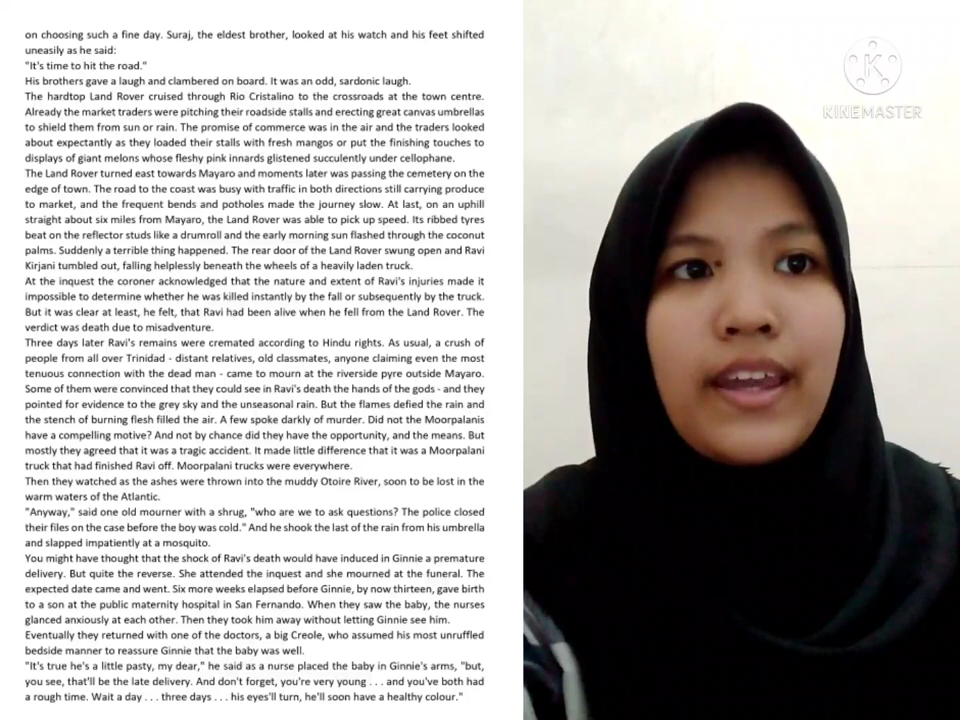 on choosing such a fine day. Suraj, the eldest brother, looked at his watch and his feet shifted
uneasily as he said:
"It's time to hit the road."
His brothers gave a laugh and clambered on board. It was an odd, sardonic laugh.
The hardtop Land Rover cruised through Rio Cristalino to the crossroads at the town centre.
Already the market traders were pitching their roadside stalls and erecting great canvas umbrellas
to shield them from sun or rain. The promise of commerce was in the air and the traders looked
about expectantly as they loaded their stalls with fresh mangos or put the finishing touches to
displays of giant melons whose fleshy pink innards glistened succulently under cellophane.
The Land Rover turned east towards Mayaro and moments later was passing the cemetery on the
edge of town. The road to the coast was busy with traffic in both directions still carrying produce
to market, and the frequent bends and potholes made the journey slow. At last, on an uphill
straight about six miles from Mayaro, the Land Rover was able to pick up speed. Its ribbed tyres
beat on the reflector studs like a drumroll and the early morning sun flashed through the coconut
palms. Suddenly a terrible thing happened. The rear door of the Land Rover swung open and Ravi
Kirjani tumbled out, falling helplessly beneath the wheels of a heavily laden truck.
At the inquest the coroner acknowledged that the nature and extent of Ravi's injuries made it
impossible to determine whether he was killed instantly by the fall or subsequently by the truck.
But it was clear at least, he felt, that Ravi had been alive when he fell from the Land Rover. The
verdict was death due to misadventure.
Three days later Ravi's remains were cremated according to Hindu rights. As usual, a crush of
people from all over Trinidad - distant relatives, old classmates, anyone claiming even the most
tenuous connection with the dead man - came to mourn at the riverside pyre outside Mayaro.
Some of them were convinced that they could see in Ravi's death the hands of the gods - and they
pointed for evidence to the grey sky and the unseasonal rain. But the flames defied the rain and
the stench of burning flesh filled the air. A few spoke darkly of murder. Did not the Moorpalanis
have a compelling motive? And not by chance did they have the opportunity, and the means. But
mostly they agreed that it was a tragic accident. It made little difference that it was a Moorpalani
truck that had finished Ravi off. Moorpalani trucks were everywhere.
Then they watched as the ashes were thrown into the muddy Otoire River, soon to be lost in the
warm waters of the Atlantic.
"Anyway," said one old mourner with a shrug, "who are we to ask questions? The police closed
their files on the case before the boy was cold." And he shook the last of the rain from his umbrella
and slapped impatiently at a mosquito.
You might have thought that the shock of Ravi's death would have induced in Ginnie a premature
delivery. But quite the reverse. She attended the inquest and she mourned at the funeral. The
expected date came and went. Six more weeks elapsed before Ginnie, by now thirteen, gave birth
to a son at the public maternity hospital in San Fernando. When they saw the baby, the nurses
glanced anxiously at each other. Then they took him away without letting Ginnie see him.
Eventually they returned with one of the doctors, a big Creole, who assumed his most unruffled
bedside manner to reassure Ginnie that the baby was well.
"It's true he's a little pasty, my dear," he said as a nurse placed the baby in Ginnie's arms, "but,
you see, that'll be the late delivery. And don't forget, you're very young . . . and you've both had
a rough time. Wait a day . . . three days . . . his eyes'll turn, he'll soon have a healthy colour."
KINEMASTER